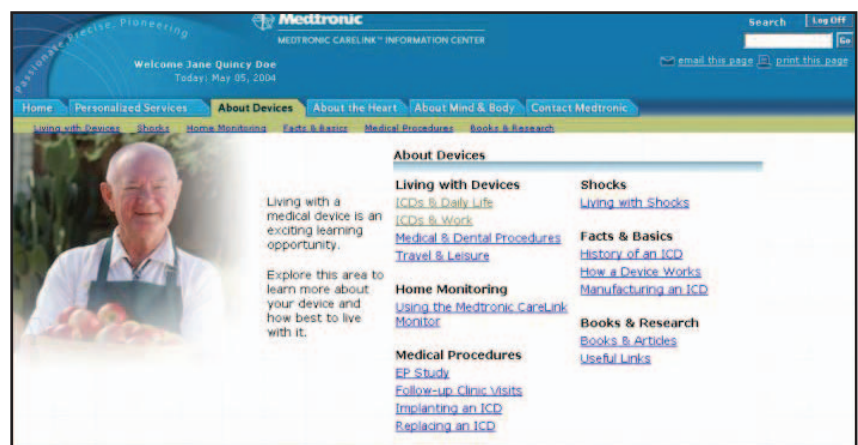 Passionate, Precise, Pioneering
Medtronic
MEDTRONIC CARELINK™ INFORMATION CENTER
Search
Log Off
Go
Welcome Jane Quincy Doe
Today: May 05, 2004
email this page
print this page
Home
Personalized Services
About Devices
About the Heart
About Mind & Body
Contact Medtronic
Living with Devices
Shocks
Home Monitoring
Facts & Basics
Medical Procedures
Books & Research
Living with a
medical device is an
exciting learning
opportunity.
Explore this area to
learn more about
your device and
how best to live
with it.
About Devices
Living with Devices
ICDs & Daily Life
ICDs & Work
Medical & Dental Procedures
Travel & Leisure
Home Monitoring
Using the Medtronic CareLink
Monitor
Medical Procedures
EP Study
Follow-up Clinic Visits
Implanting an ICD
Replacing an ICD
Shocks
Living with Shocks
Facts & Basics
History of an ICD
How a Device Works
Manufacturing an ICD
Books & Research
Books & Articles
Useful Links